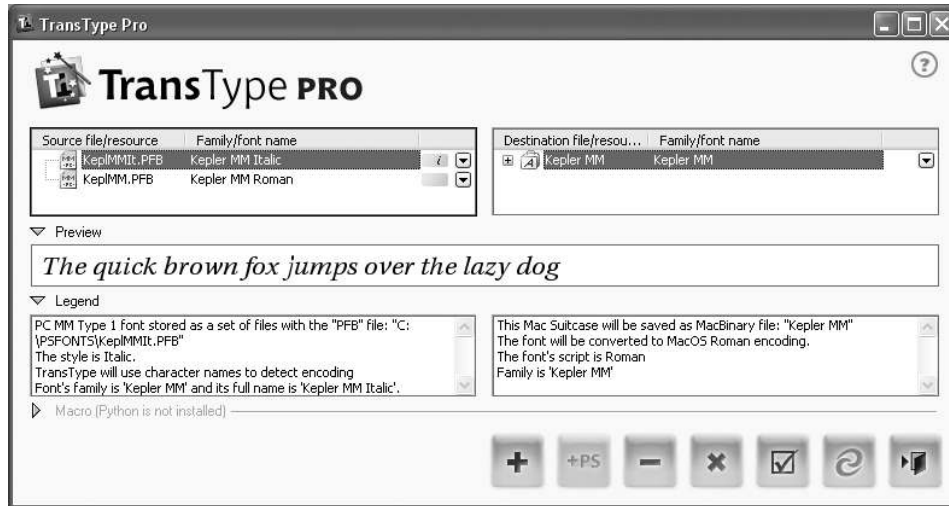 TransType Pro
TransType PRO
Source file/resource Family/font name
KeplMMIt.PFB Kepler MM Italic i
KeplMM.PFB Kepler MM Roman
Destination file/resou... Family/font name
Kepler MM Kepler MM
Preview
The quick brown fox jumps over the lazy dog
Legend
PC MM Type 1 font stored as a set of files with the "PFB" file: "C:
\PSFONTS\KeplMMIt.PFB"
The style is Italic.
TransType will use character names to detect encoding
Font's family is 'Kepler MM' and its full name is 'Kepler MM Italic'.
This Mac Suitcase will be saved as MacBinary file: "Kepler MM"
The font will be converted to MacOS Roman encoding.
The font's script is Roman
Family is 'Kepler MM'
Macro (Python is not installed)
+PS